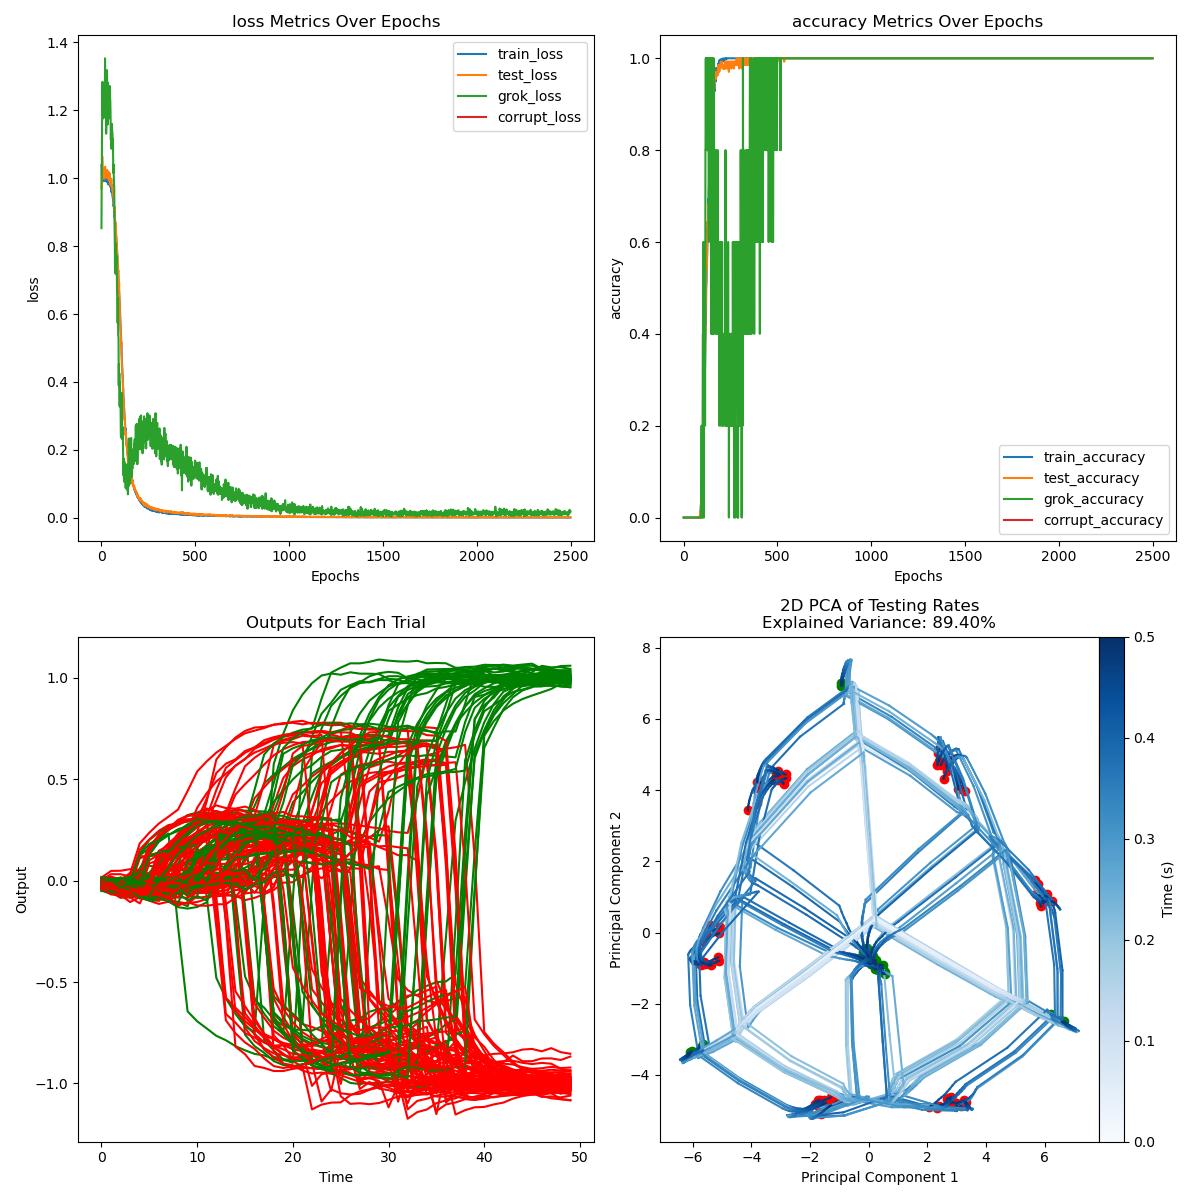 loss Metrics Over Epochs
1.4
1.2
1.0
0.8
0.6
0.4
0.2
0.0
loss
train_loss
test_loss
grok_loss
corrupt_loss
0
500
1000
1500
2000
2500
Epochs
accuracy Metrics Over Epochs
1.0
0.8
0.6
0.4
0.2
0.0
accuracy
train_accuracy
test_accuracy
grok_accuracy
corrupt_accuracy
0
500
1000
1500
2000
2500
Epochs
Outputs for Each Trial
1.0
0.5
0.0
−0.5
−1.0
Output
0
10
20
30
40
50
Time
2D PCA of Testing Rates
Explained Variance: 89.40%
8
6
4
2
0
−2
−4
Principal Component 2
−6
−4
−2
0
2
4
6
Principal Component 1
0.5
0.4
0.3
0.2
0.1
0.0
Time (s)